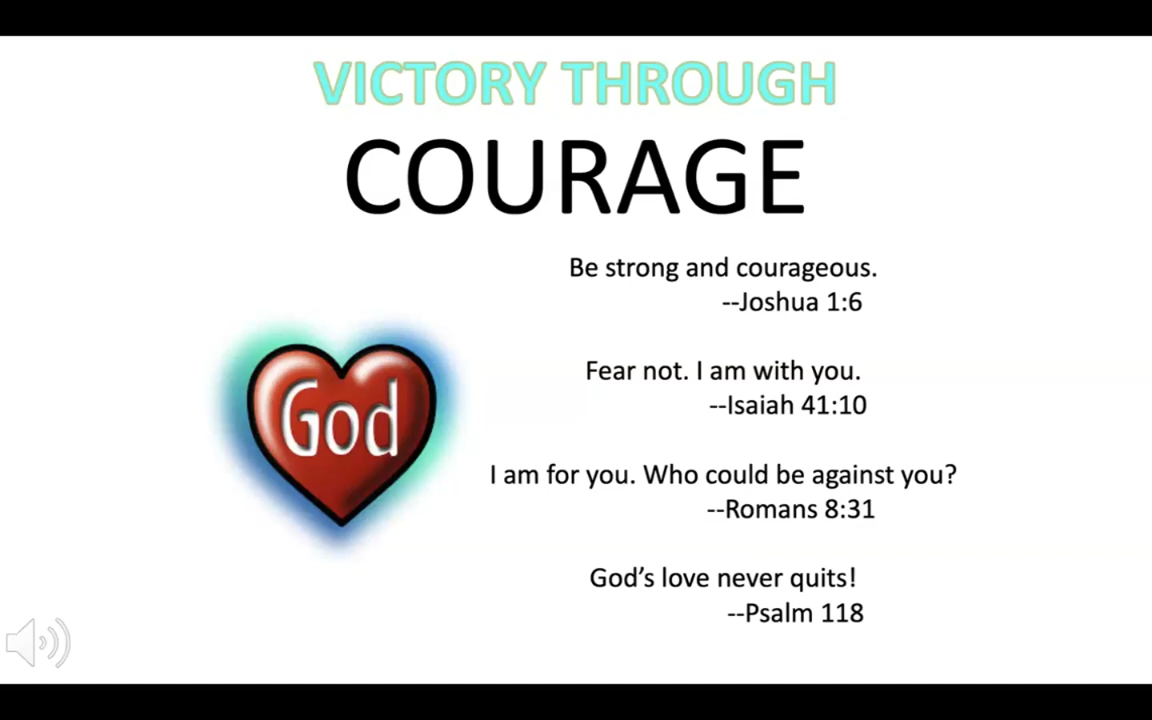 VICTORY THROUGH
COURAGE
Be strong and courageous.
--Joshua 1:6
Fear not. I am with you.
--Isaiah 41:10
God
I am for you. Who could be against you?
--Romans 8:31
God’s love never quits!
--Psalm 118